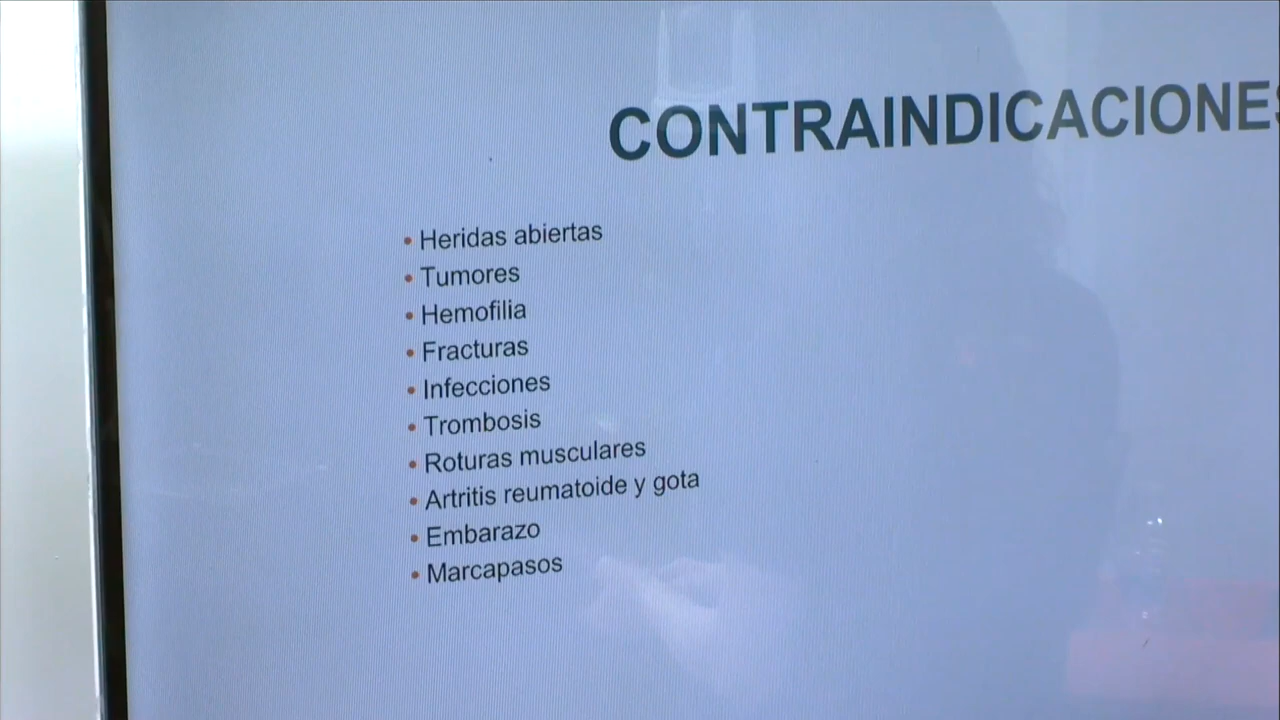 CONTRAINDICACIONES
• Heridas abiertas
• Tumores
• Hemofilia
• Fracturas
• Infecciones
• Trombosis
• Roturas musculares
• Artritis reumatoide y gota
• Embarazo
• Marcapasos